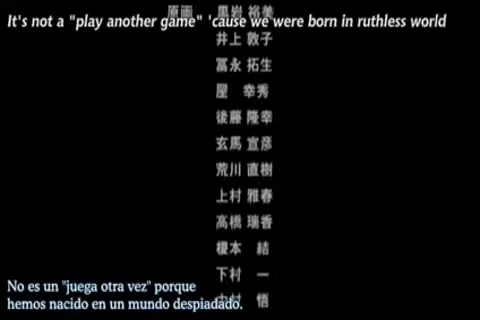 原画 黒岩 裕美
It's not a "play another game" 'cause we were born in ruthless world
井上 敦子
冨永 拓生
屋 幸秀
後藤 隆幸
玄馬 宣彦
荒川 直樹
上村 雅春
高橋 瑞香
榎本 結
下村 一
No es un "juega otra vez" porque
hemos nacido en un mundo despiadado.
悟